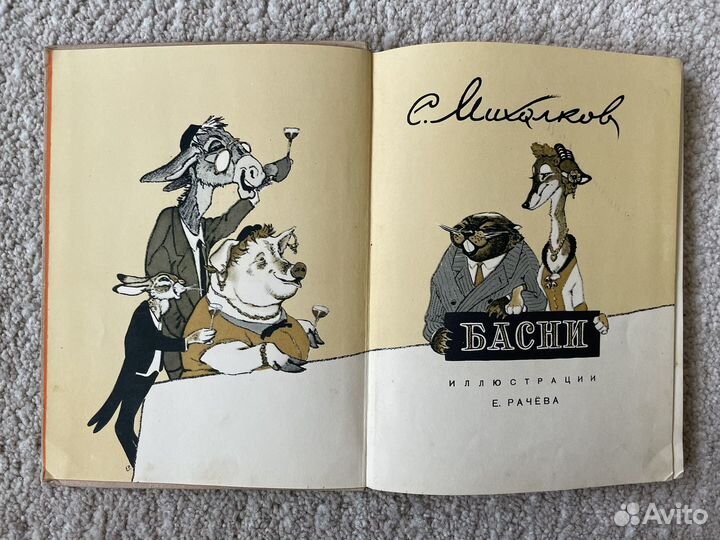 С. Михалков
БАСНИ
ИЛЛЮСТРАЦИИ
Е. РАЧЁВА
Avito